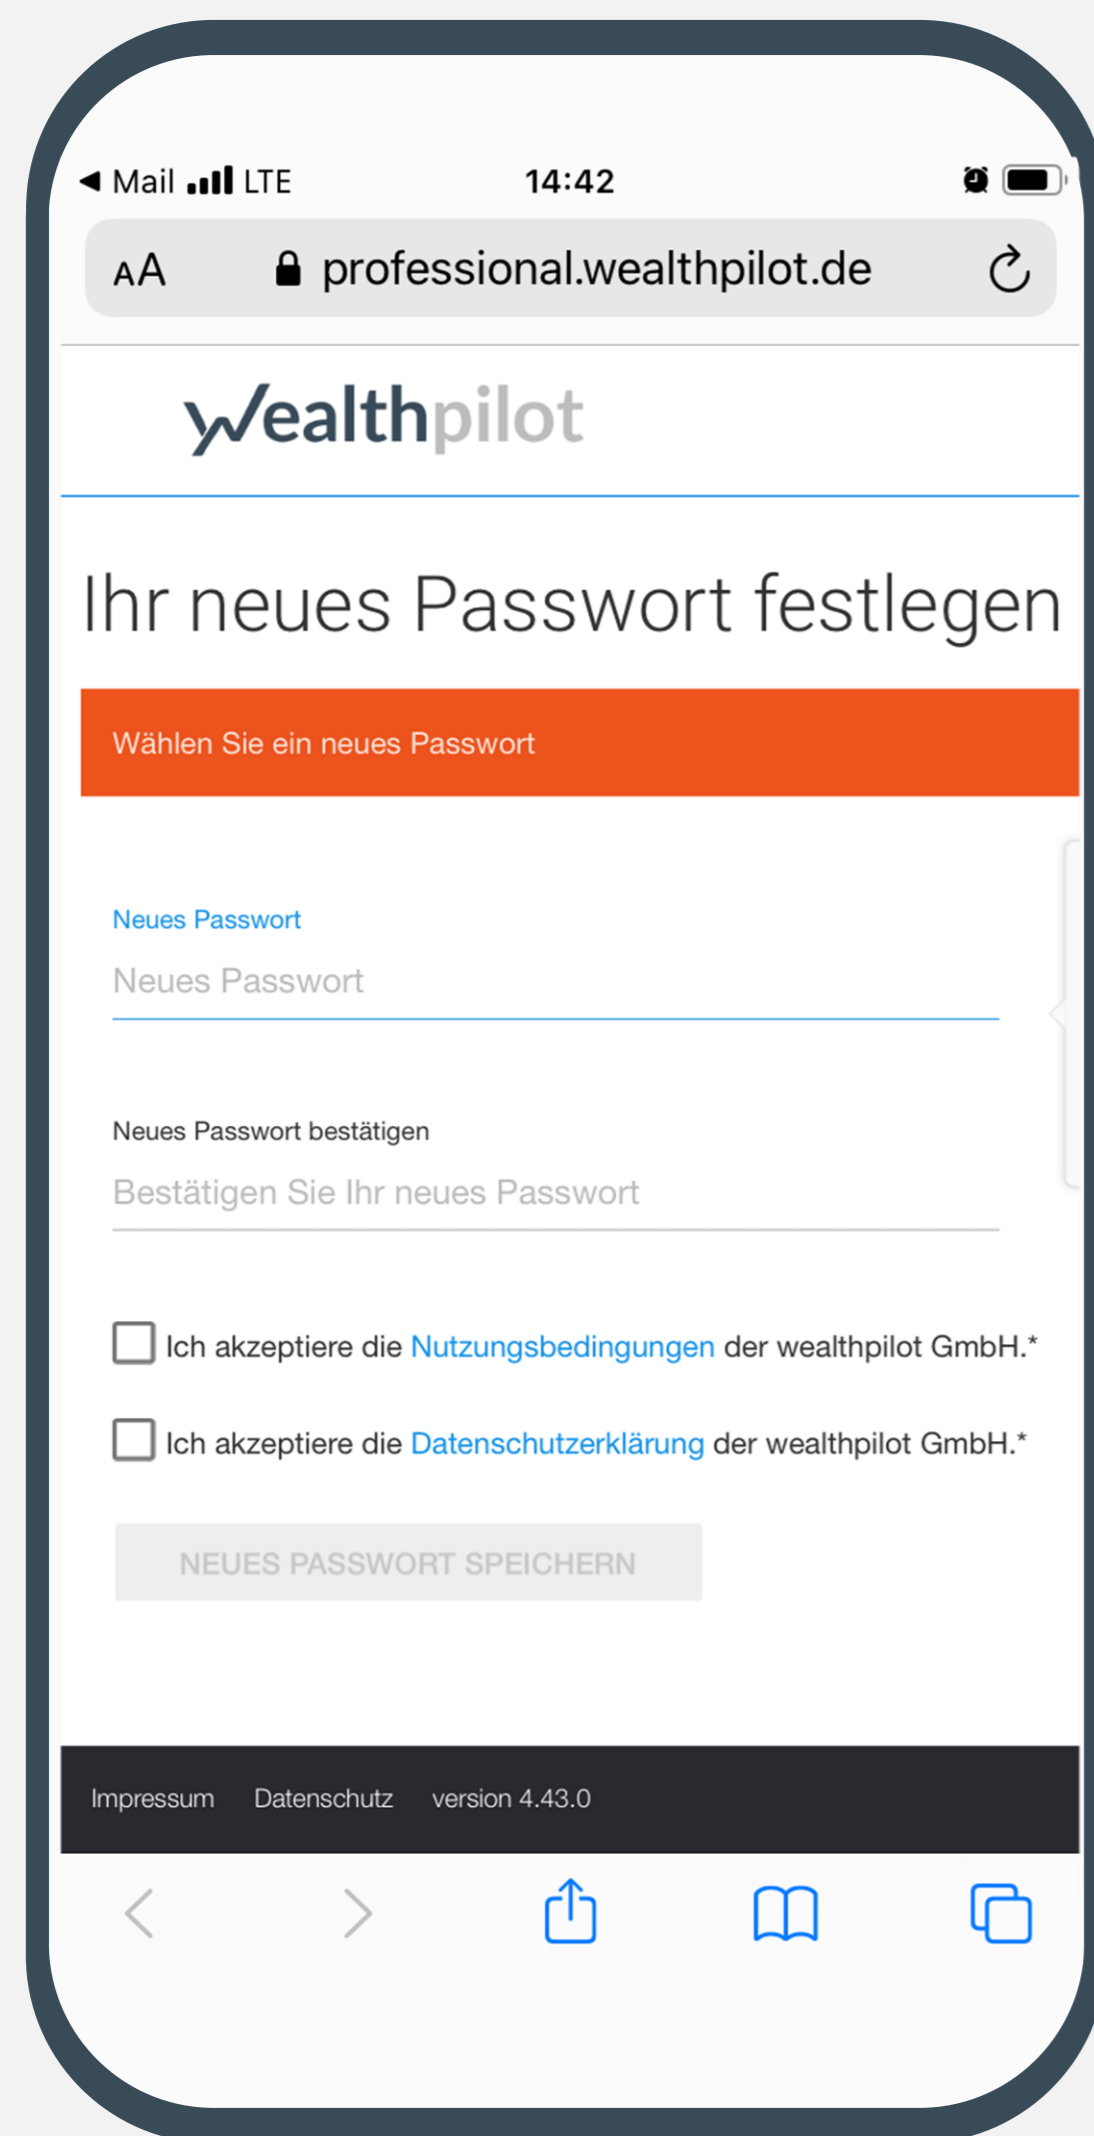 Mail LTE 14:42
AA professional.wealthpilot.de
wealthpilot
Ihr neues Passwort festlegen
Wählen Sie ein neues Passwort
Neues Passwort
Neues Passwort
Neues Passwort bestätigen
Bestätigen Sie Ihr neues Passwort
Ich akzeptiere die Nutzungsbedingungen der wealthpilot GmbH.*
Ich akzeptiere die Datenschutzerklärung der wealthpilot GmbH.*
NEUES PASSWORT SPEICHERN
Impressum Datenschutz version 4.43.0